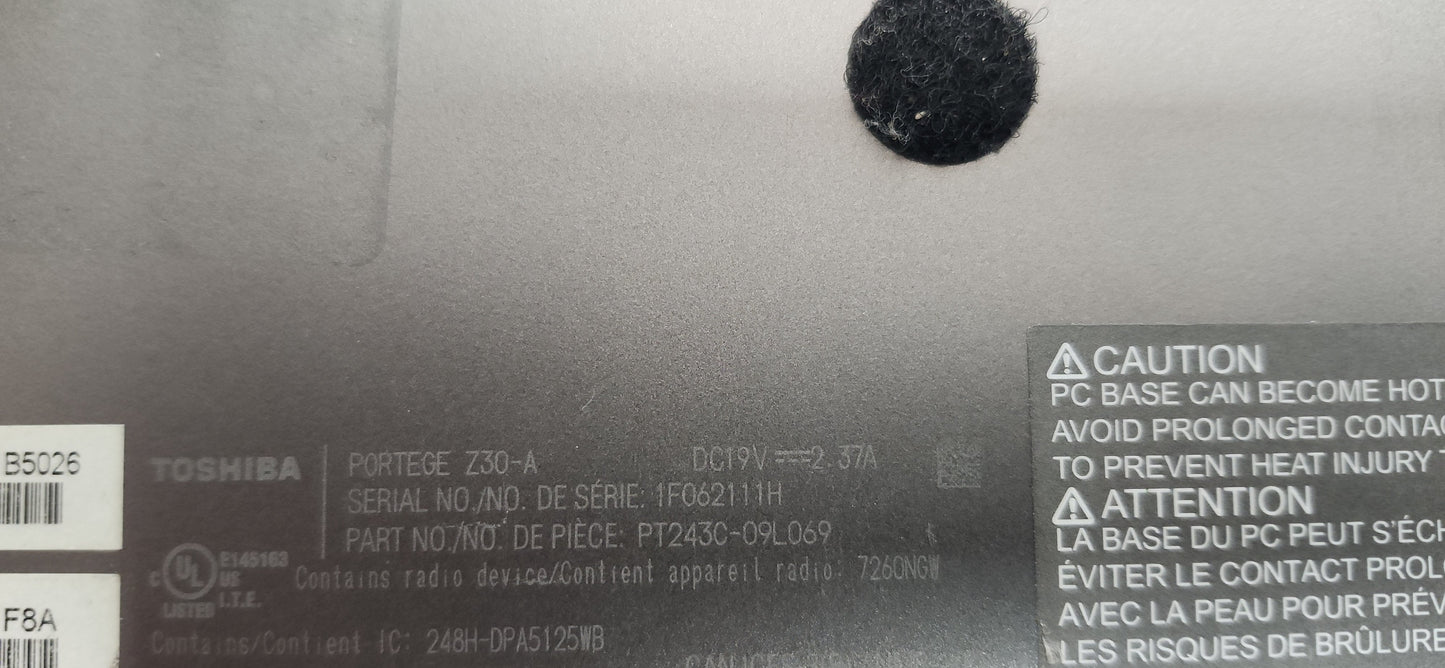 B5026
F8A
TOSHIBA
PORTEGE Z30-A DC19V 2.37A
SERIAL NO./NO. DE SÉRIE: 1F062111H
PART NO./NO. DE PIÈCE: PT243C-09L069
E145163
C UL US
LISTED I.T.E.
Contains radio device/Contient appareil radio: 7260NGW
Contains/Contient IC: 248H-DPA5125WB
CAUTION
PC BASE CAN BECOME HOT
AVOID PROLONGED CONTAC
TO PREVENT HEAT INJURY T
ATTENTION
LA BASE DU PC PEUT S'ÉCH
ÉVITER LE CONTACT PROL
AVEC LA PEAU POUR PRÉV
LES RISQUES DE BRÛLURE